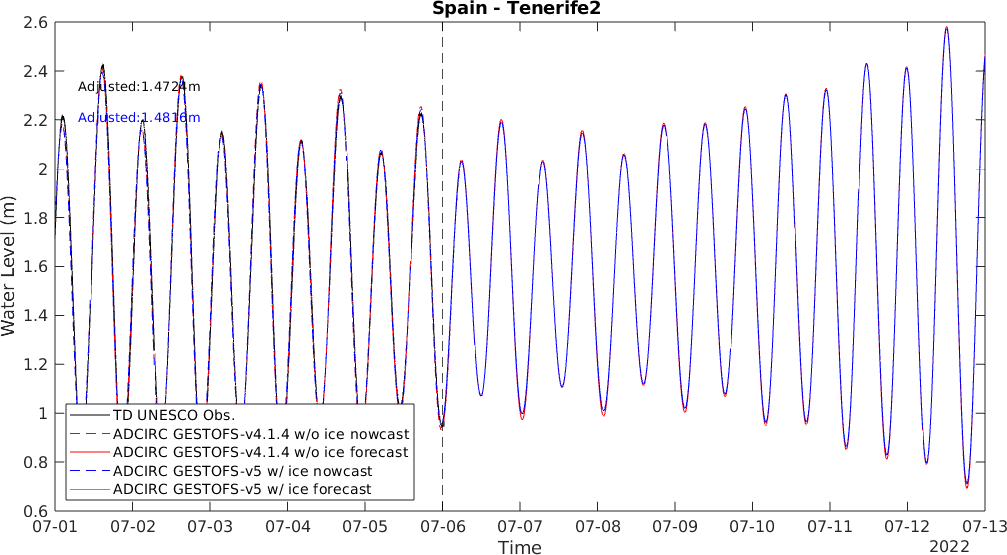 Spain - Tenerife2
Water Level (m)
2.6
2.4
2.2
2
1.8
1.6
1.4
1.2
1
0.8
0.6
Adjusted:1.4724m
Adjusted:1.4816m
TD UNESCO Obs.
ADCIRC GESTOFS-v4.1.4 w/o ice nowcast
ADCIRC GESTOFS-v4.1.4 w/o ice forecast
ADCIRC GESTOFS-v5 w/ ice nowcast
ADCIRC GESTOFS-v5 w/ ice forecast
07-01 07-02 07-03 07-04 07-05 07-06 07-07 07-08 07-09 07-10 07-11 07-12 07-13
2022
Time